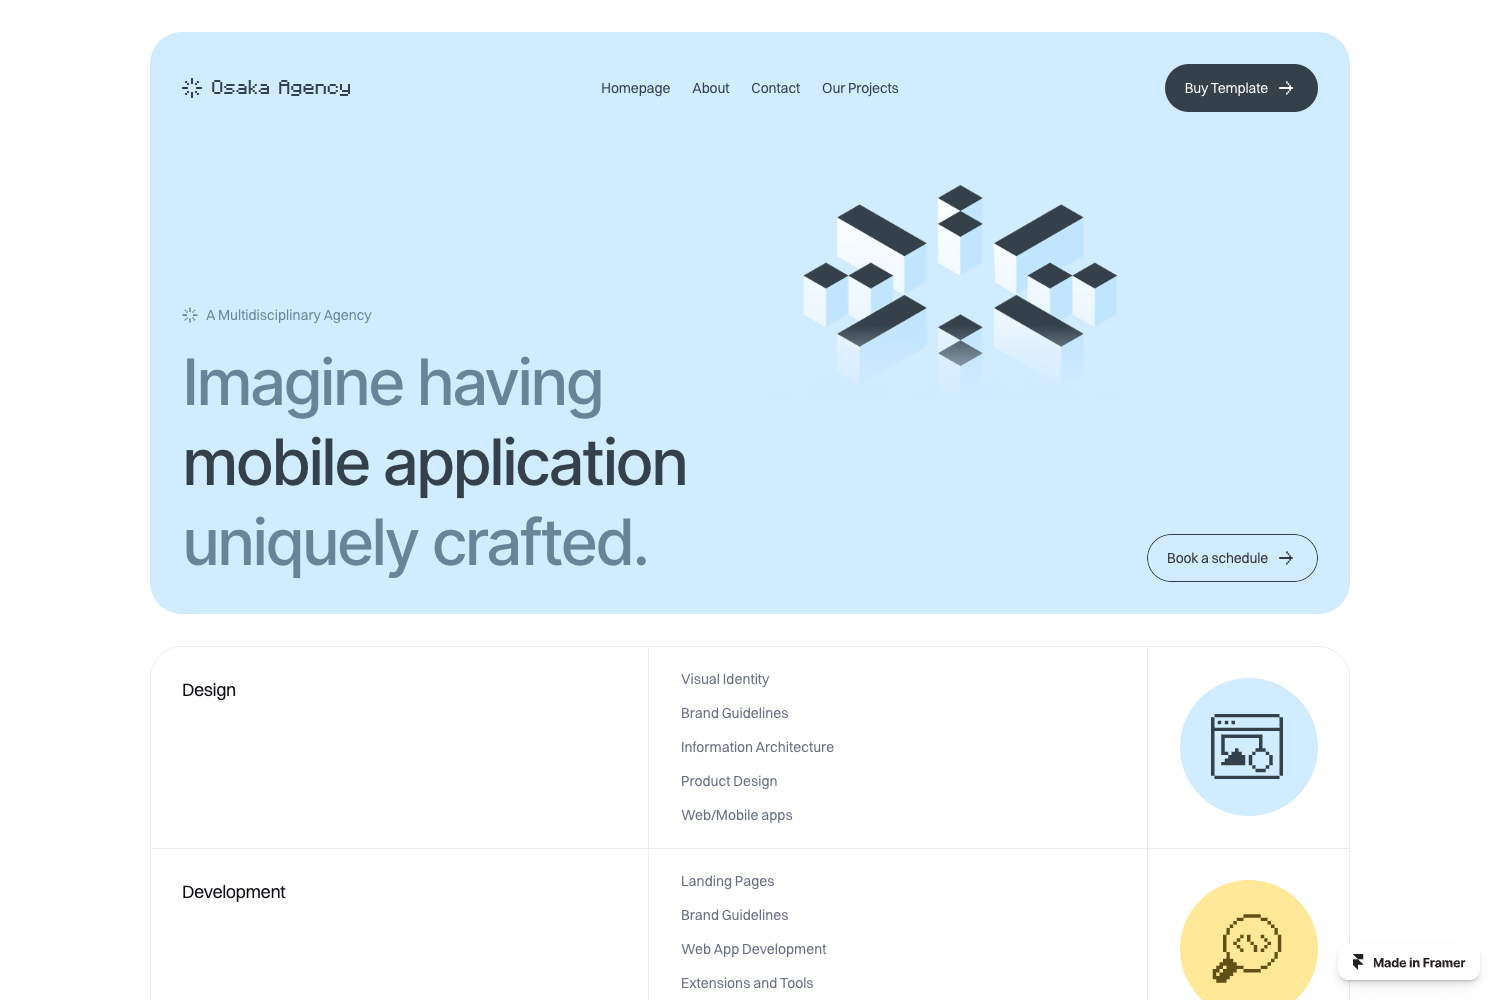 Osaka Agency
Homepage
About
Contact
Our Projects
Buy Template
A Multidisciplinary Agency
Imagine having
mobile application
uniquely crafted.
Book a schedule
Design
Visual Identity
Brand Guidelines
Information Architecture
Product Design
Web/Mobile apps
Development
Landing Pages
Brand Guidelines
Web App Development
Extensions and Tools
Made in Framer